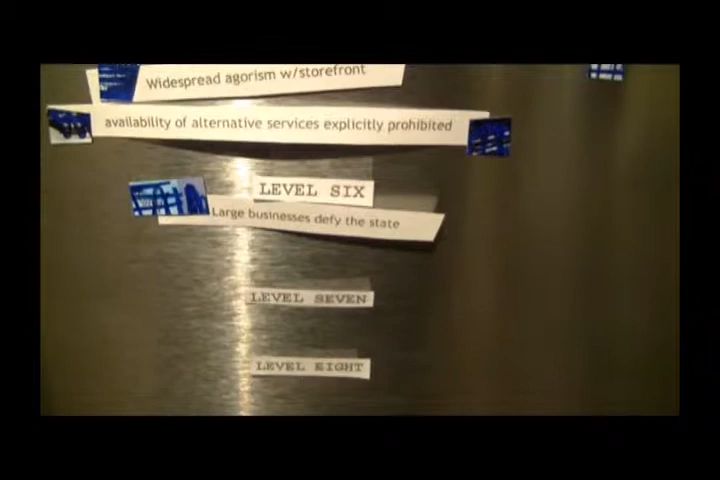 Widespread agorism w/storefront
availability of alternative services explicitly prohibited
LEVEL SIX
Large businesses defy the state
LEVEL SEVEN
LEVEL EIGHT